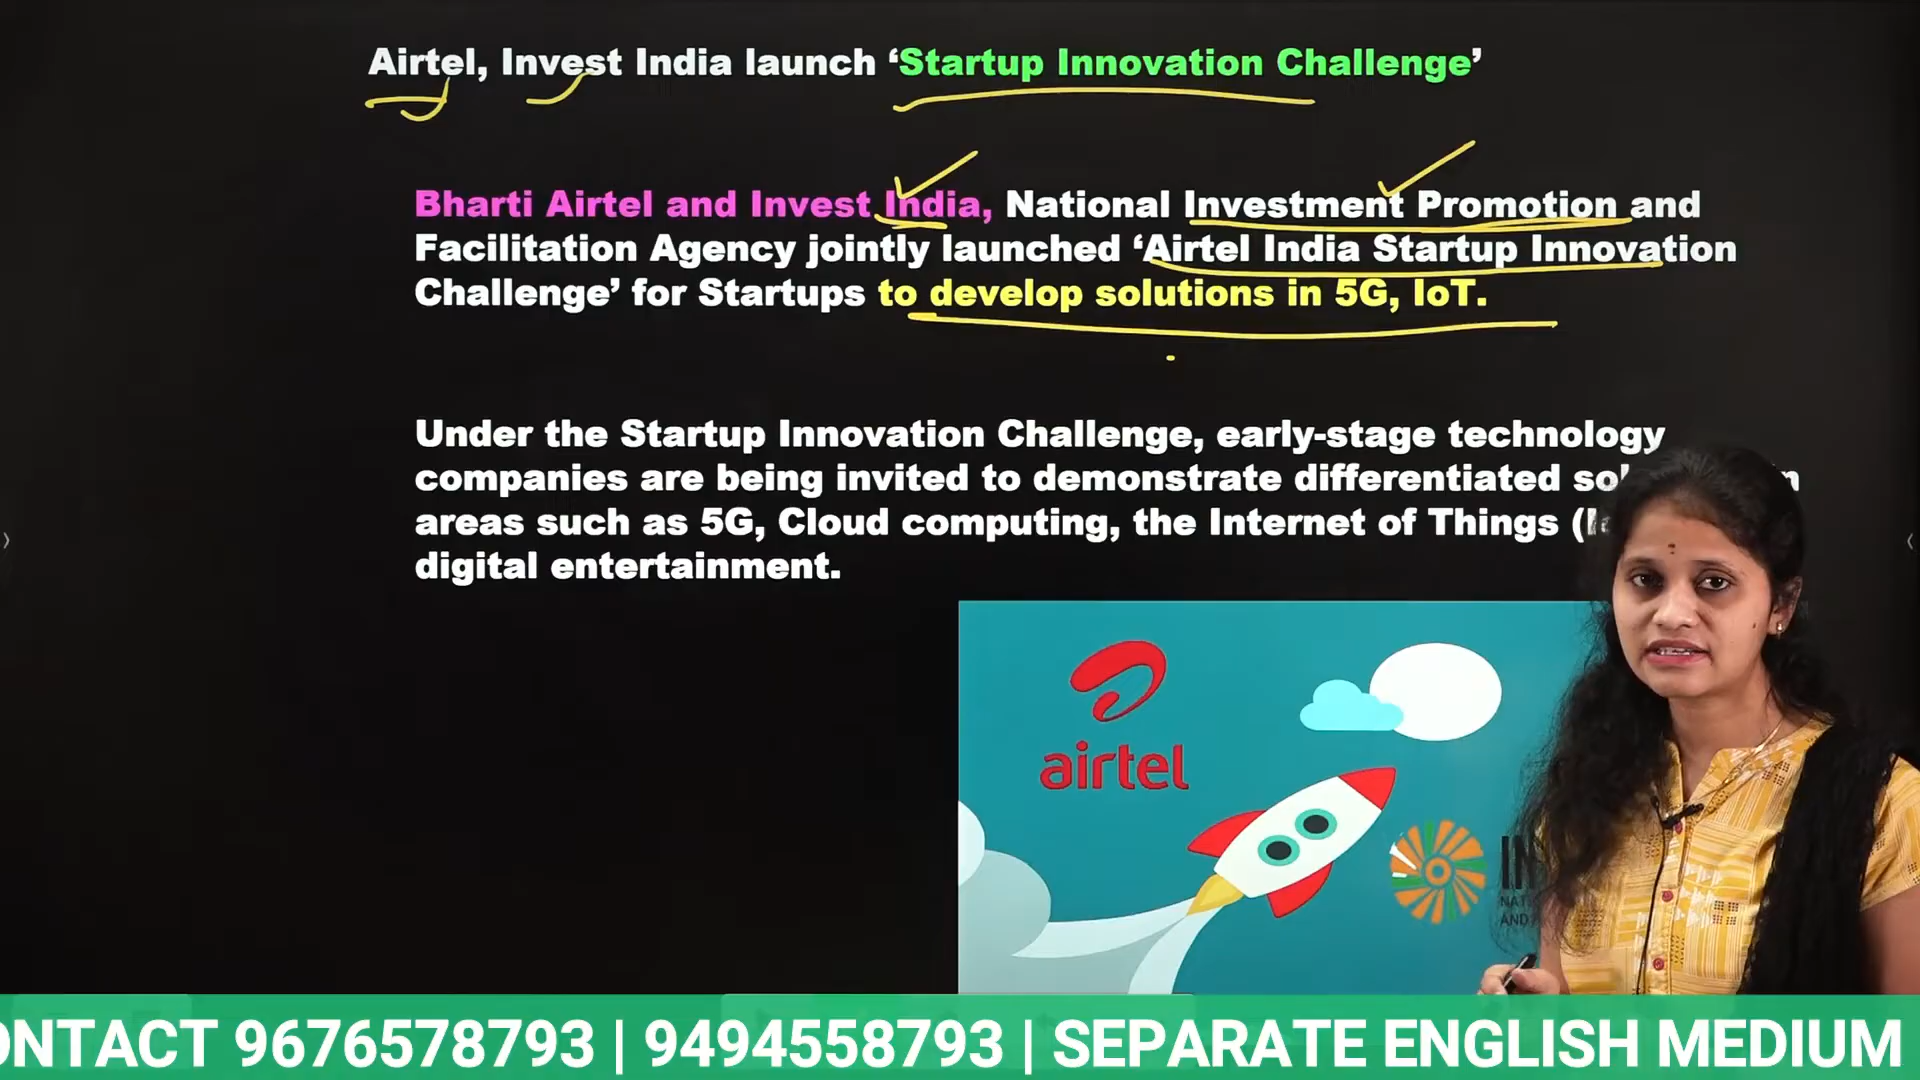 Airtel, Invest India launch ‘Startup Innovation Challenge’
Bharti Airtel and Invest India, National Investment Promotion and
Facilitation Agency jointly launched ‘Airtel India Startup Innovation
Challenge’ for Startups to develop solutions in 5G, IoT.
Under the Startup Innovation Challenge, early-stage technology
companies are being invited to demonstrate differentiated
areas such as 5G, Cloud computing, the Internet of Things
digital entertainment.
airtel
AND
9676578793 | 9494558793 | SEPARATE ENGLISH MEDIUM